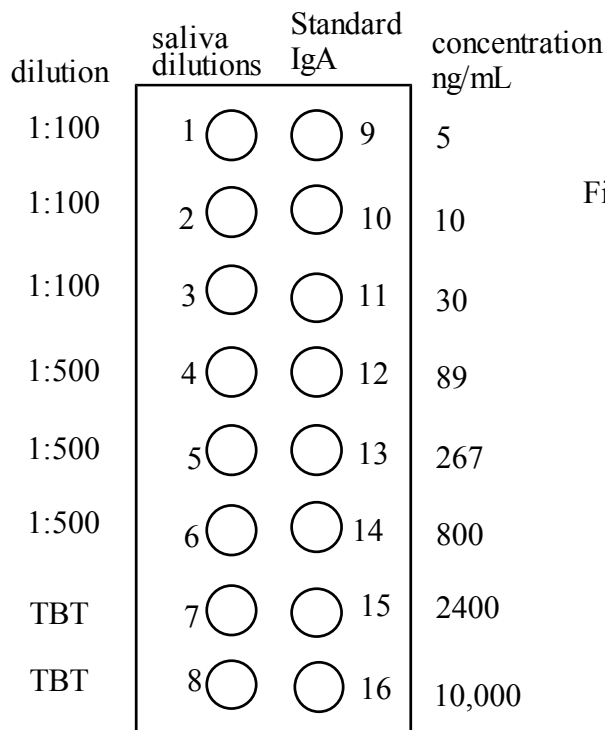 dilution
saliva
dilutions
Standard
IgA
concentration
ng/mL
1:100 1 9 5
1:100 2 10 10
1:100 3 11 30
1:500 4 12 89
1:500 5 13 267
1:500 6 14 800
TBT 7 15 2400
TBT 8 16 10,000
Fi